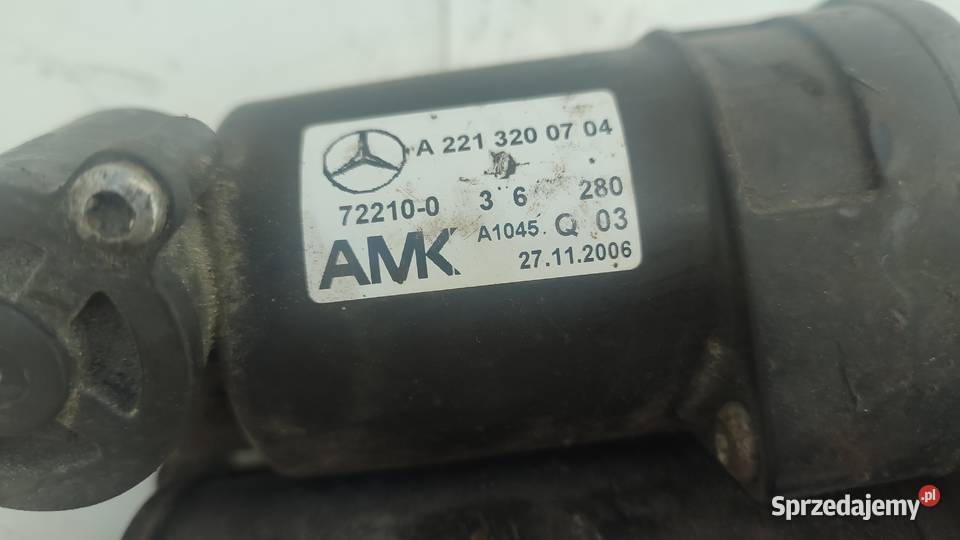 A 221 320 07 04
72210-0 3 6 280
AMK A1045. Q 03
27.11.2006
Sprzedajemy.pl